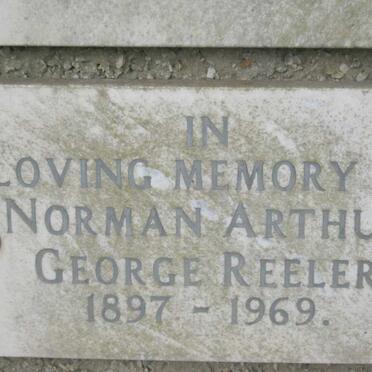 IN
LOVING MEMORY
NORMAN ARTHU
GEORGE REELER
1897 - 1969.